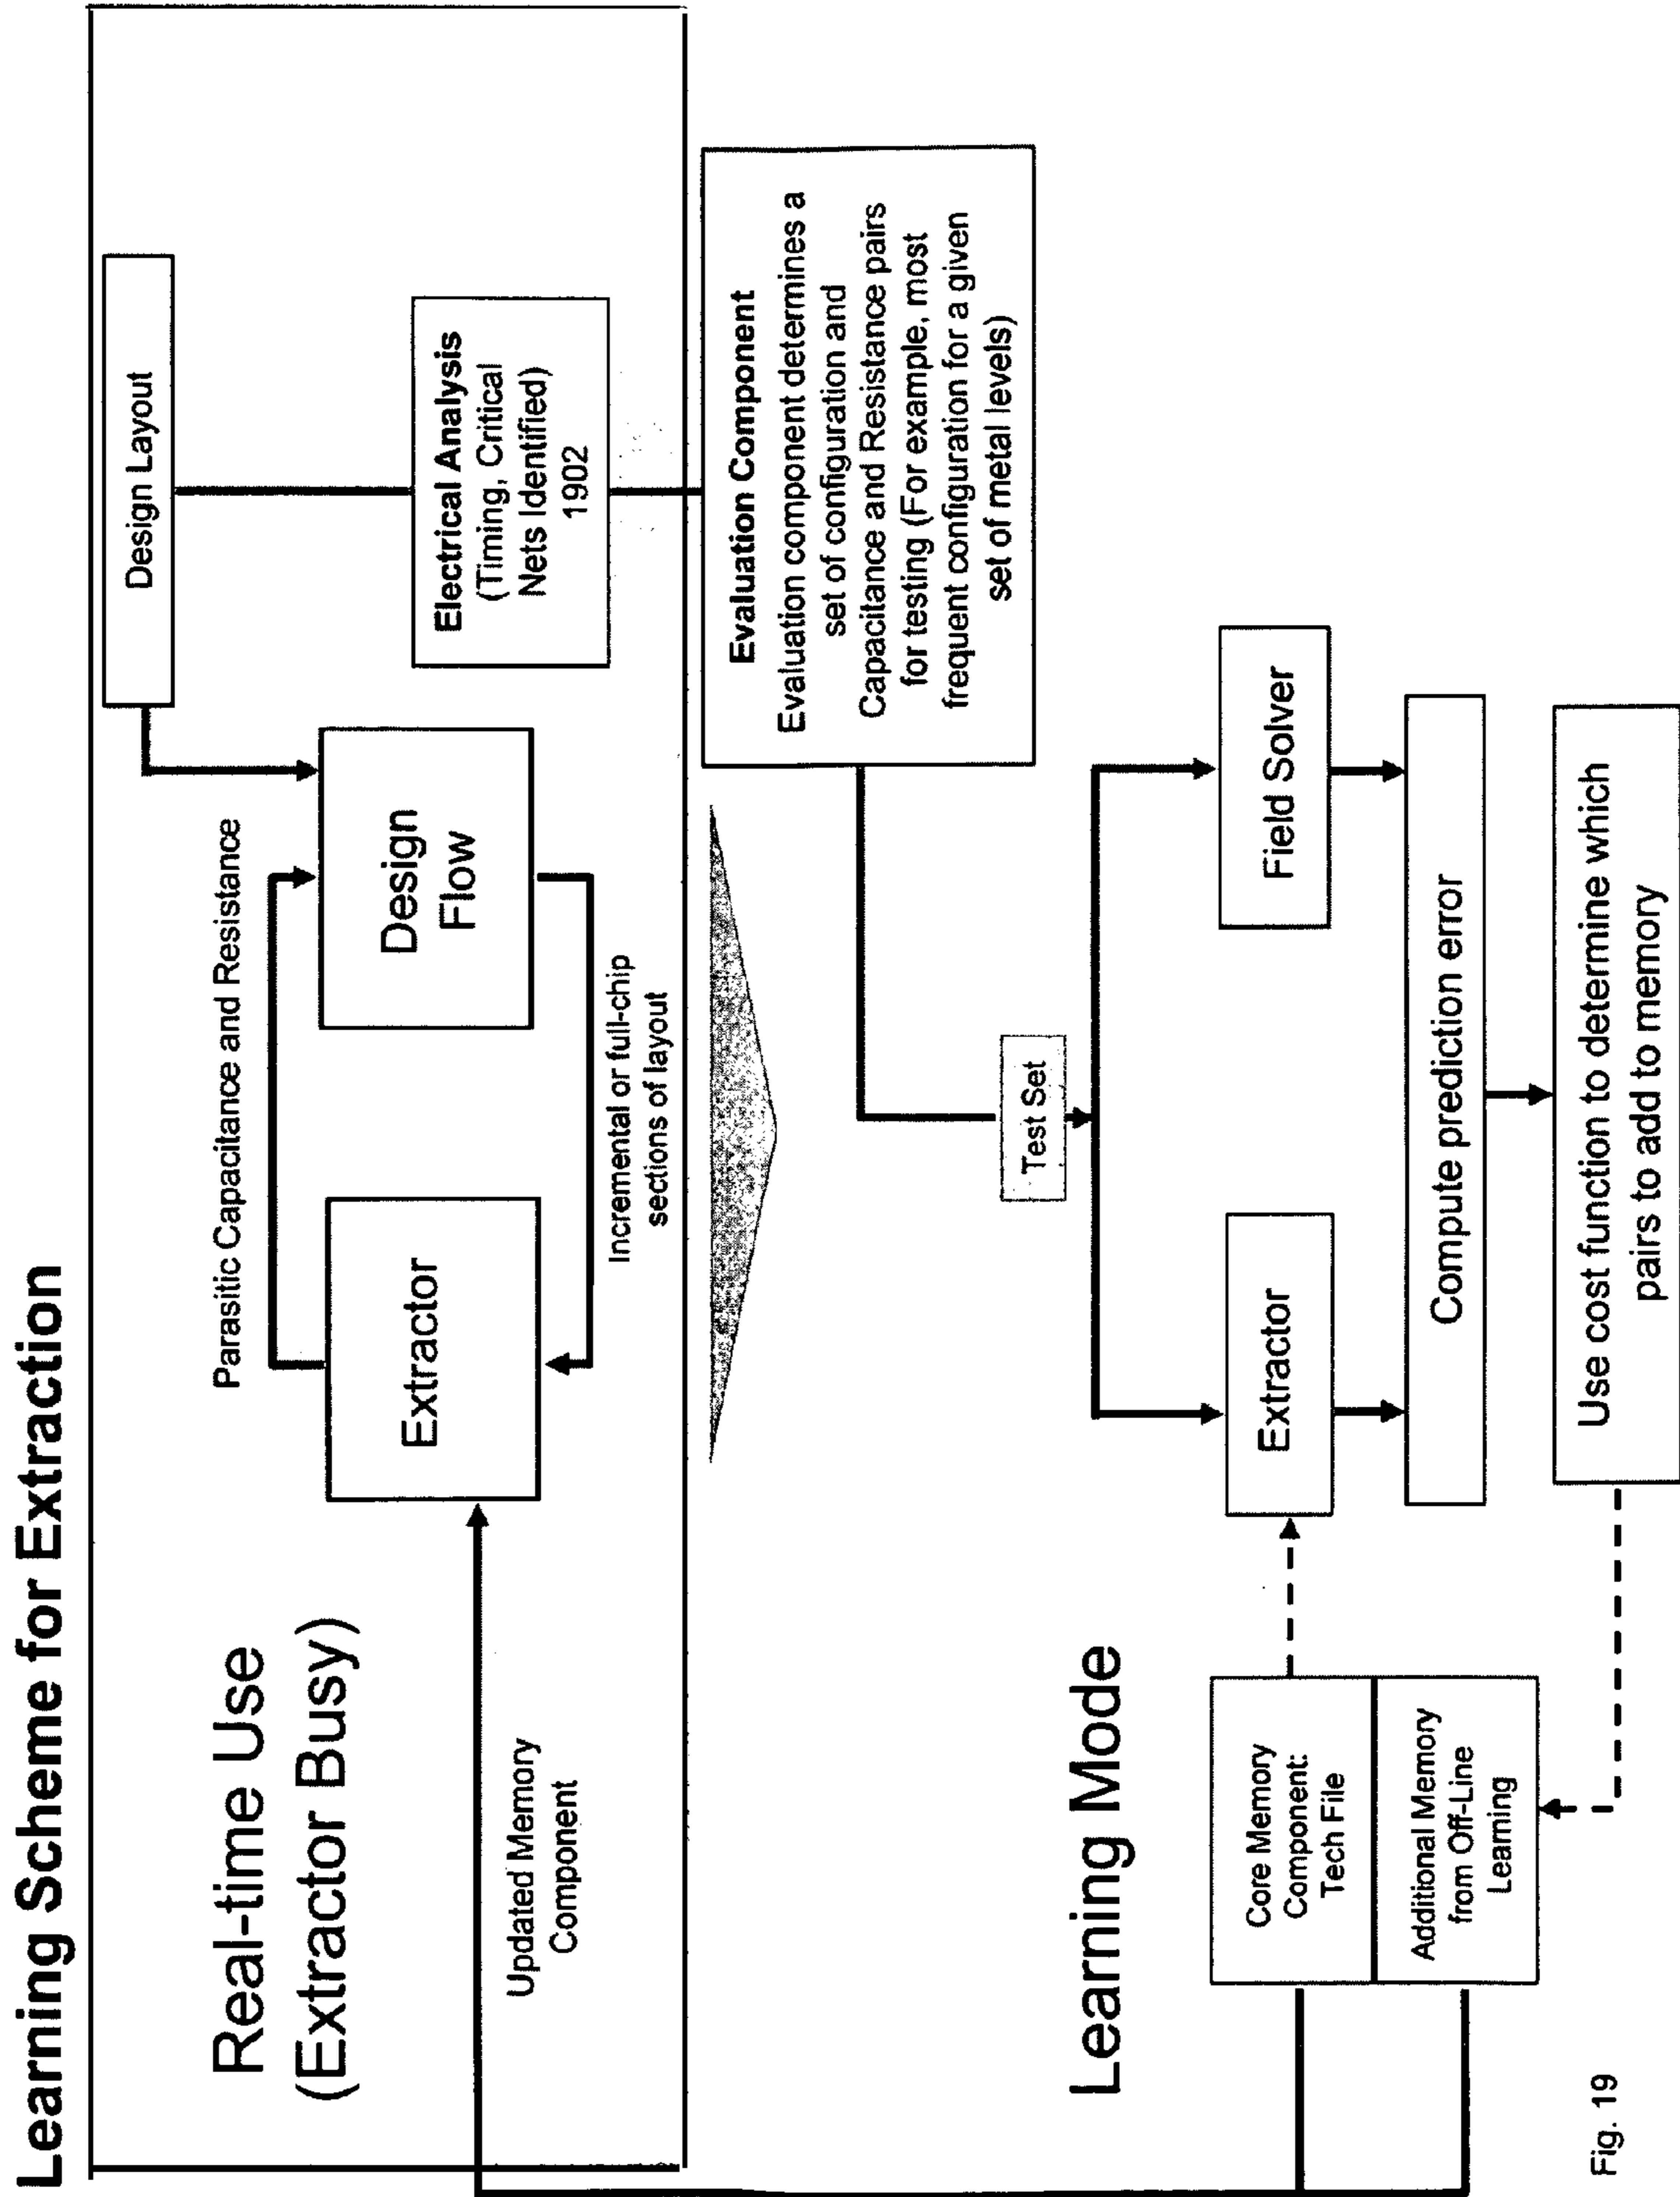 Learning Scheme for Extraction
Real-time Use
(Extractor Busy)
Updated Memory
Component
Parasitic Capacitance and Resistance
Extractor
Design
Flow
Incremental or full-chip
sections of layout
Design Layout
Electrical Analysis
(Timing, Critical
Nets Identified)
1902
Evaluation Component
Evaluation component determines a
set of configuration and
Capacitance and Resistance pairs
for testing (For example, most
frequent configuration for a given
set of metal levels)
Learning Mode
Test Set
Core Memory
Component:
Tech File
Additional Memory
from Off-Line
Learning
Extractor
Field Solver
Compute prediction error
Use cost function to determine which
pairs to add to memory
Fig. 19